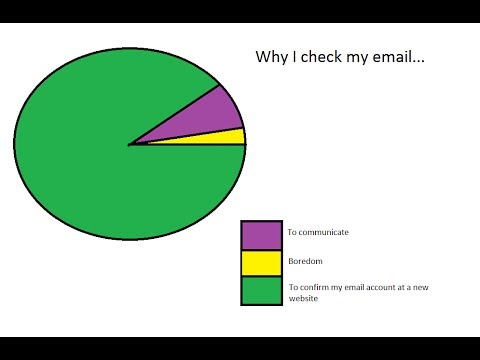 Why I check my email...
To communicate
Boredom
To confirm my email account at a new
website